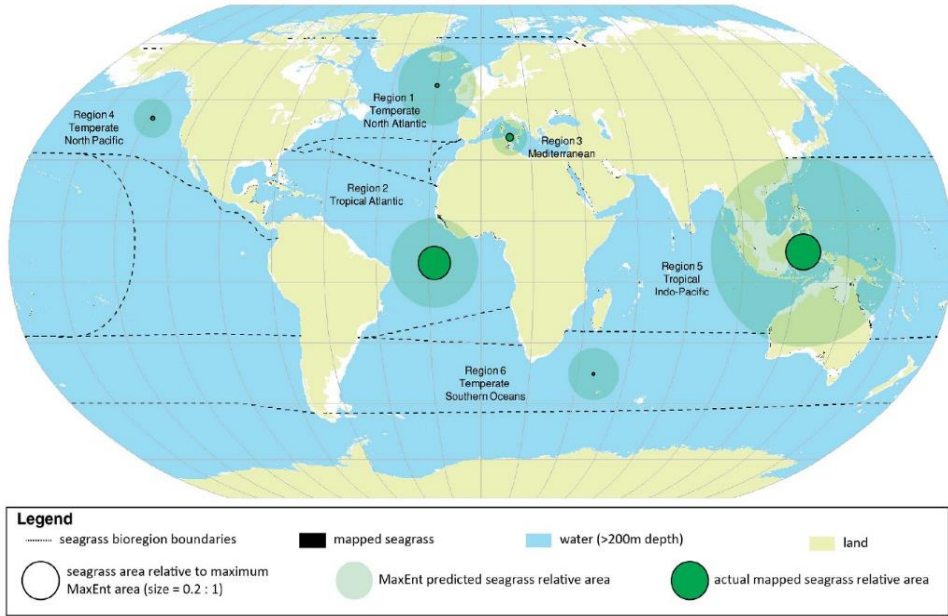 Region 4
Temperate
North Pacific
Region 1
Temperate
North Atlantic
Region 3
Mediterranean
Region 2
Tropical Atlantic
Region 5
Tropical
Indo-Pacific
Region 6
Temperate
Southern Oceans
Legend
seagrass bioregion boundaries
mapped seagrass
water (>200m depth)
land
seagrass area relative to maximum
MaxEnt area (size = 0.2 : 1)
MaxEnt predicted seagrass relative area
actual mapped seagrass relative area